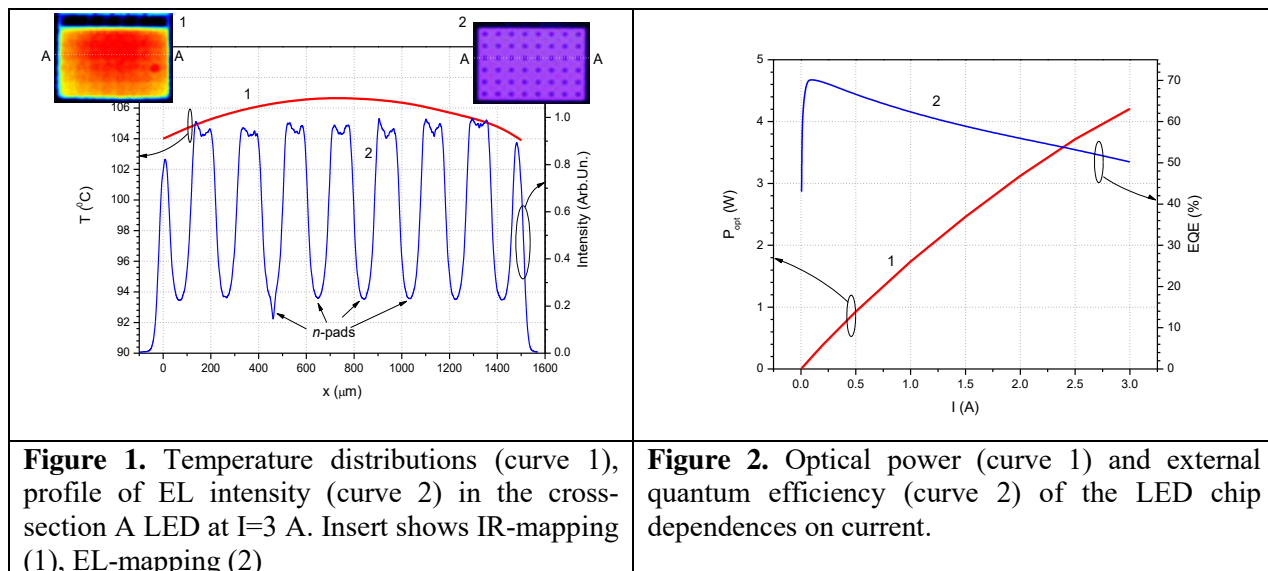 1
2
A
A
A
A
106
104
102
100
98
96
94
92
90
T (⁰C)
1
2
n-pads
1.0
0.8
0.6
0.4
0.2
0.0
Intensity (Arb.Un.)
0 200 400 600 800 1000 1200 1400 1600
x (μm)
5
4
3
2
1
0
P_opt (W)
2
1
70
60
50
40
30
20
10
0
EQE (%)
0.0 0.5 1.0 1.5 2.0 2.5 3.0
I (A)
Figure 1. Temperature distributions (curve 1),
profile of EL intensity (curve 2) in the cross-
section A LED at I=3 A. Insert shows IR-mapping
(1), EL-mapping (2)
Figure 2. Optical power (curve 1) and external
quantum efficiency (curve 2) of the LED chip
dependences on current.